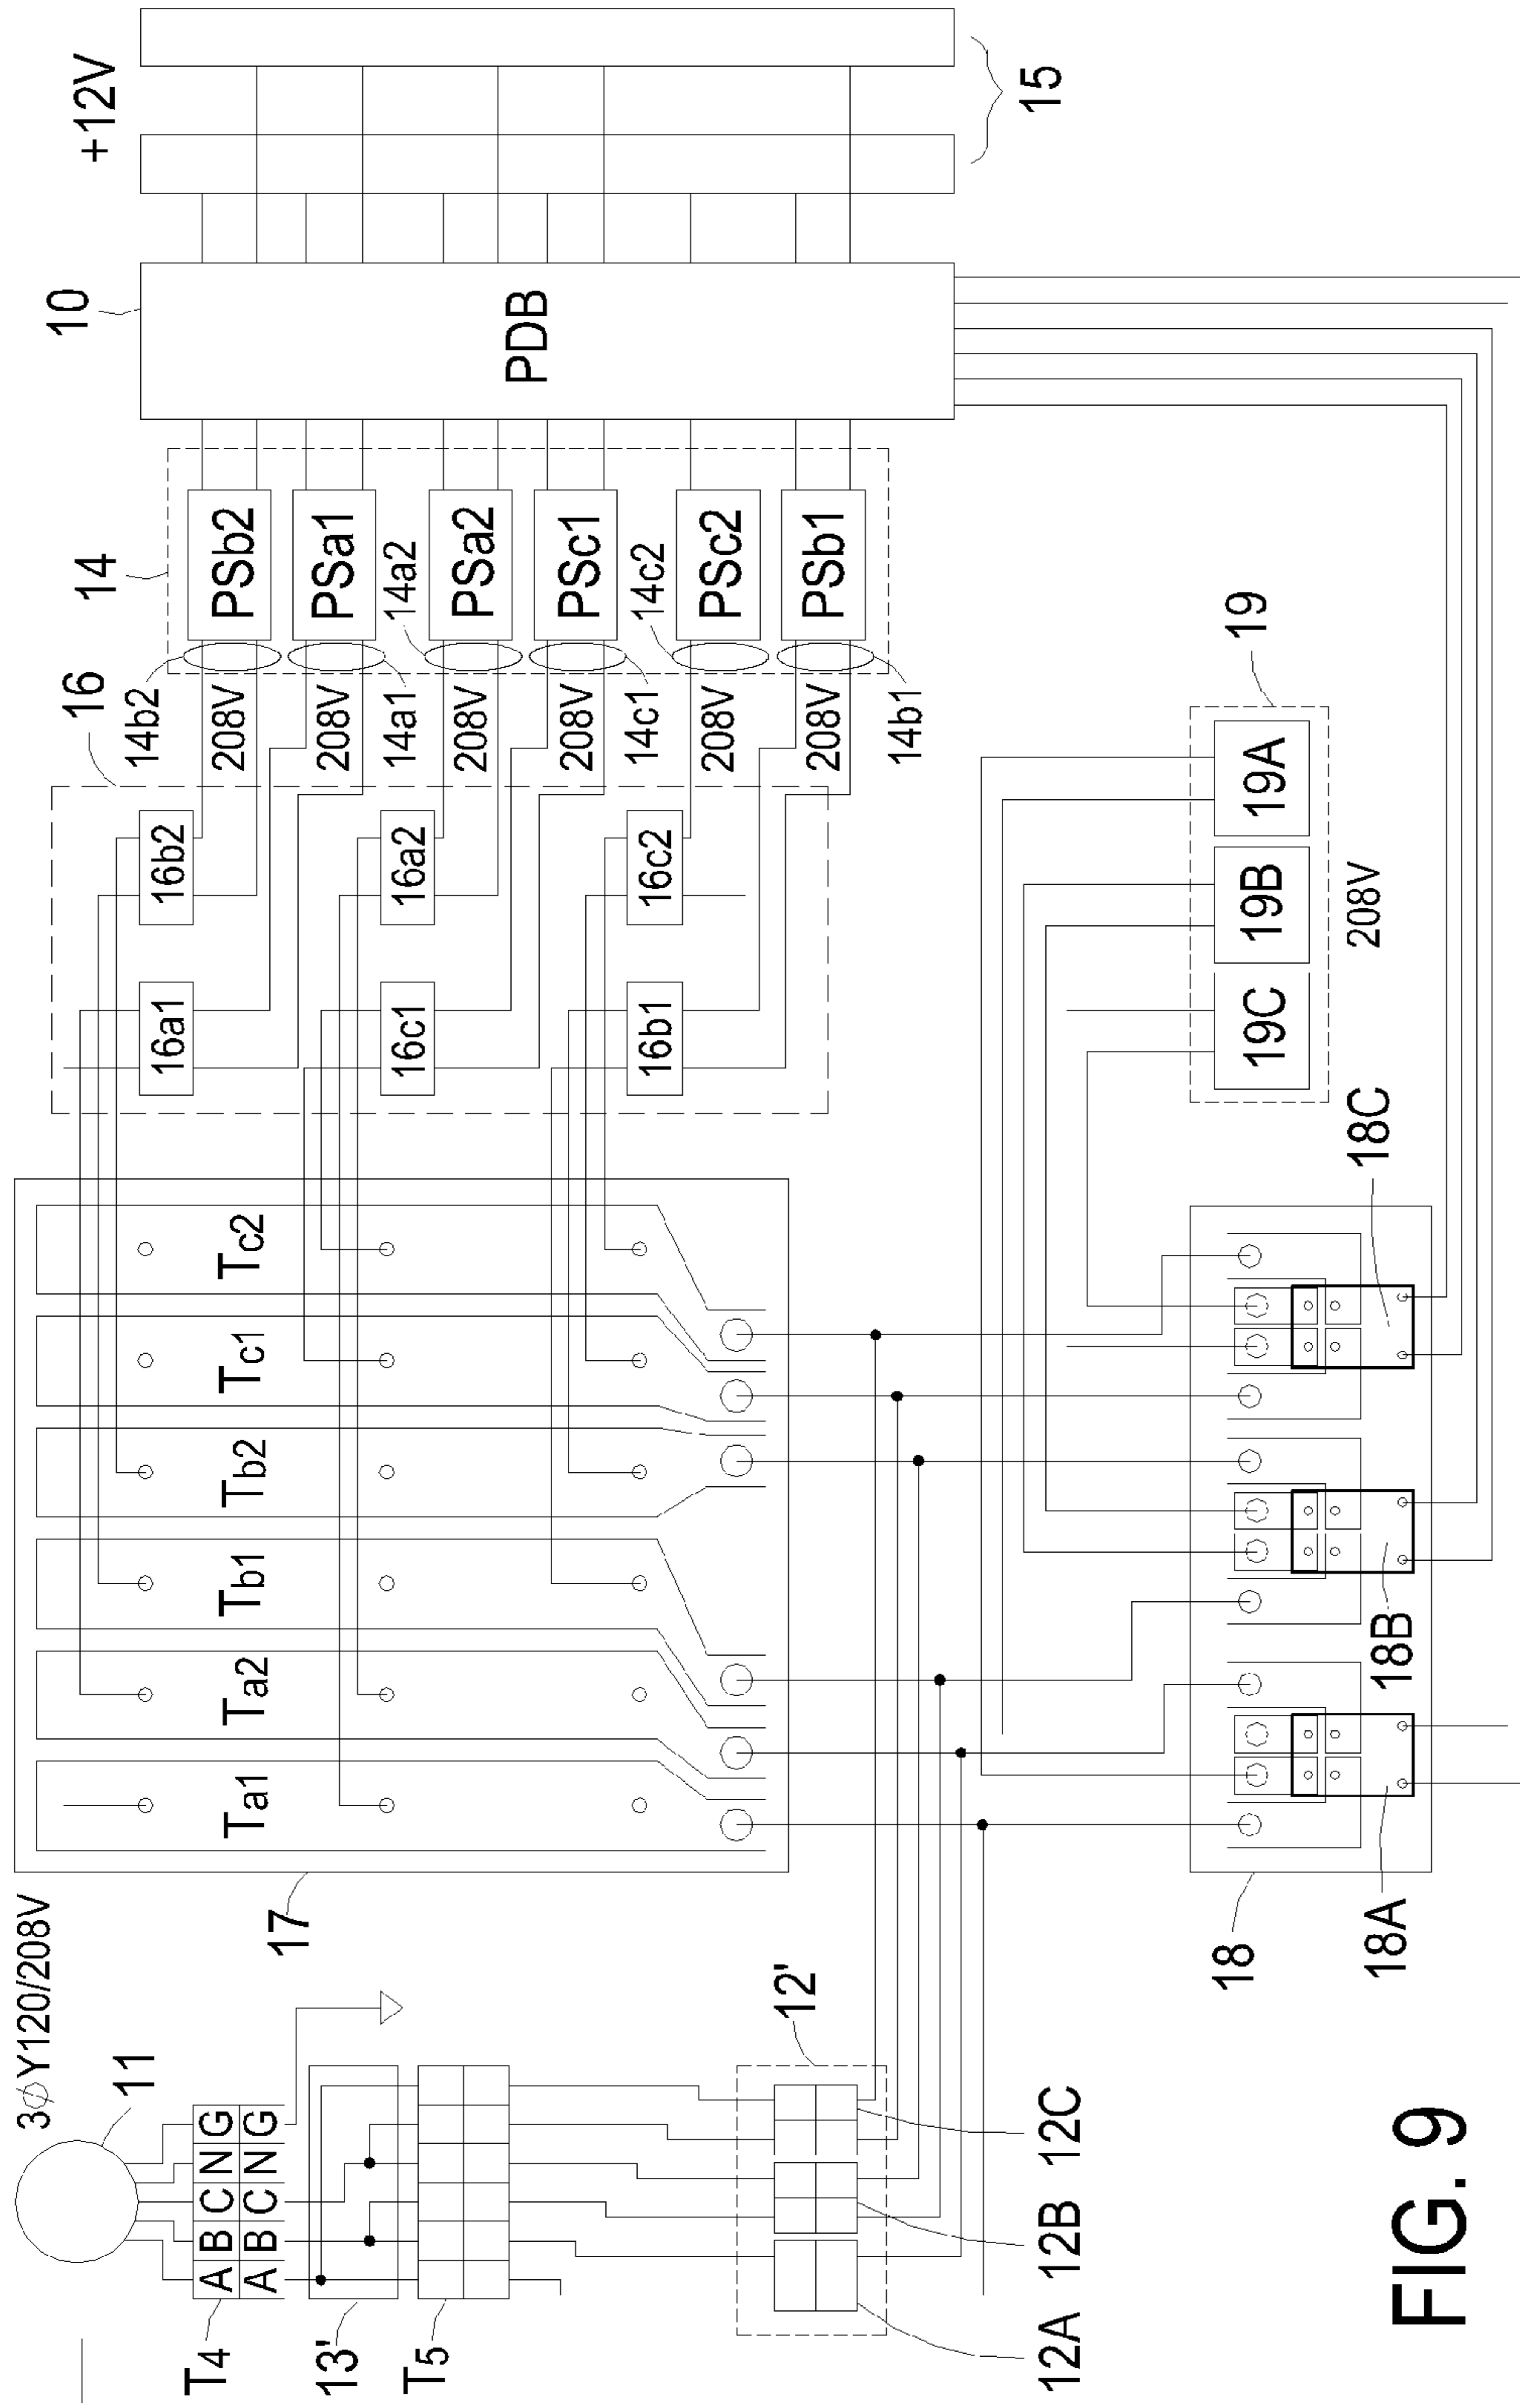 3⌀Y120/208V
11
A B C N G
A B C N G
T4
13'
T5
12'
12A
12B
12C
17
Ta1
Ta2
Tb1
Tb2
Tc1
Tc2
16
16a1
16b2
16c1
16a2
16b1
16c2
14b2
208V
208V
14a1
14a2
208V
208V
14c1
14c2
208V
208V
14b1
14
PSb2
PSa1
PSa2
PSc1
PSc2
PSb1
10
PDB
+12V
15
18
18A
18B
18C
19
19A
19B
19C
208V
FIG. 9